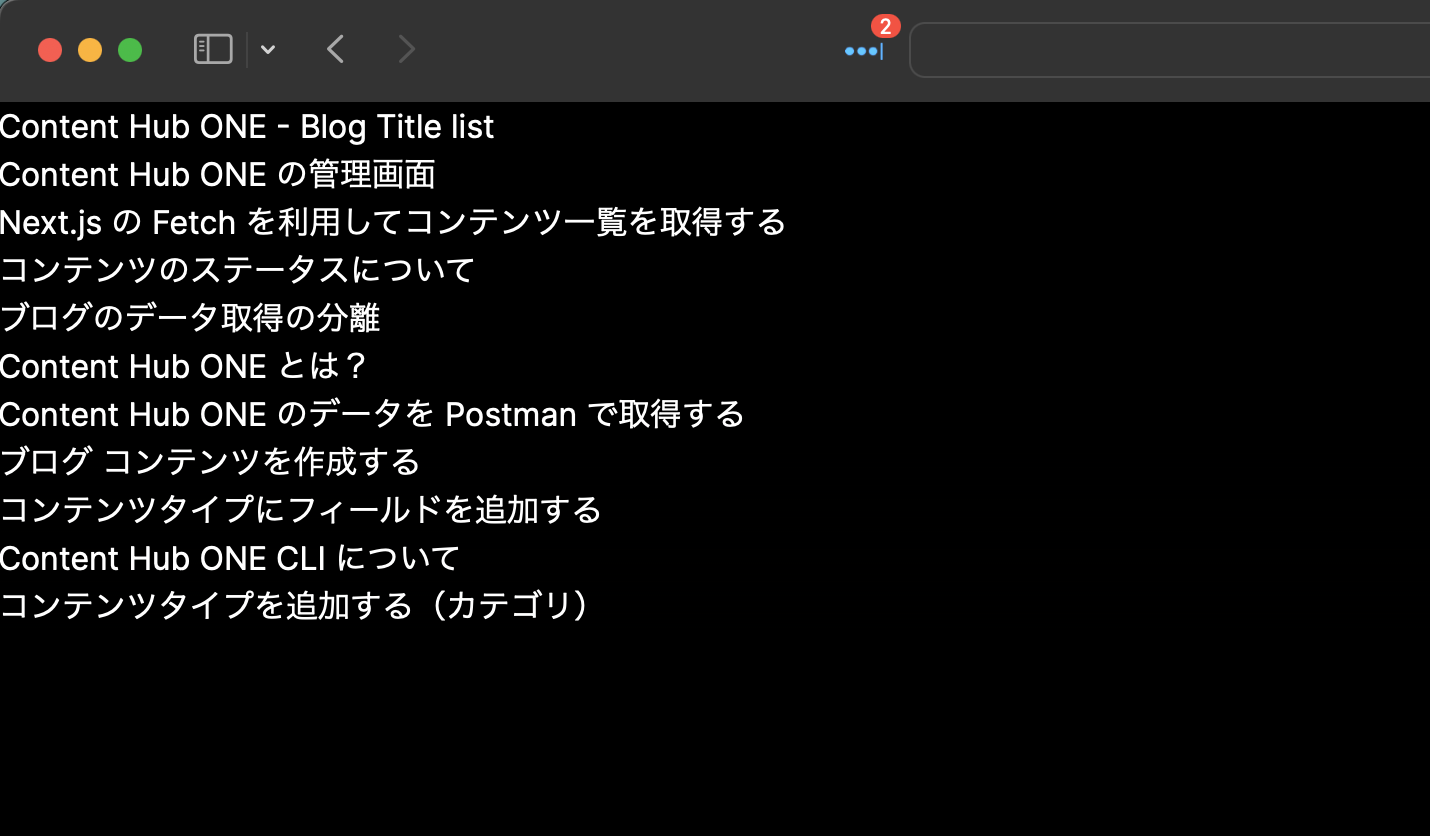 2
Content Hub ONE - Blog Title list
Content Hub ONE の管理画面
Next.js の Fetch を利用してコンテンツ一覧を取得する
コンテンツのステータスについて
ブログのデータ取得の分離
Content Hub ONE とは？
Content Hub ONE のデータを Postman で取得する
ブログ コンテンツを作成する
コンテンツタイプにフィールドを追加する
Content Hub ONE CLI について
コンテンツタイプを追加する（カテゴリ）